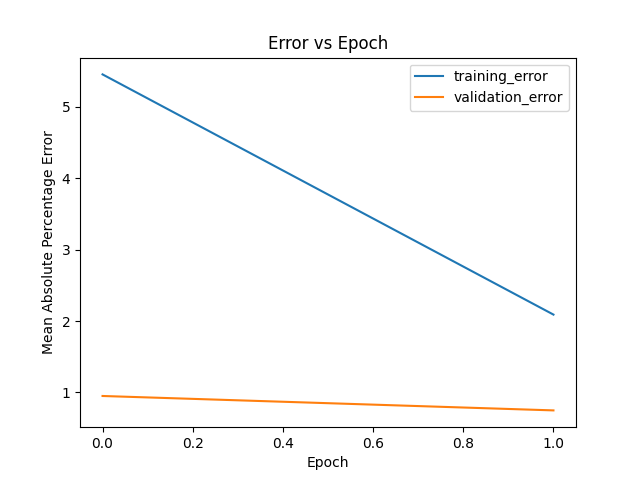 Error vs Epoch
training_error
validation_error
Mean Absolute Percentage Error
5
4
3
2
1
0.0 0.2 0.4 0.6 0.8 1.0
Epoch